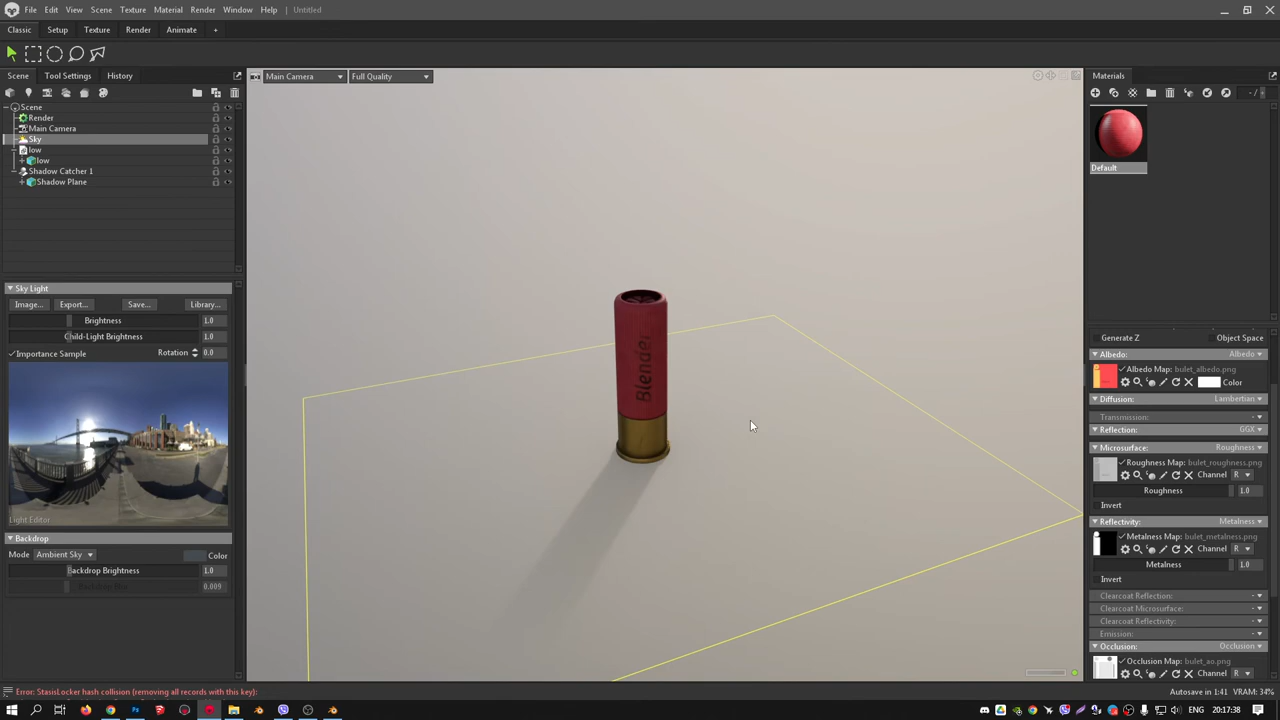 File Edit View Scene Texture Material Render Window Help Untitled
Classic Setup Texture Render Animate +
Scene Tool Settings History
Main Camera Full Quality
Materials
Scene
Render
Main Camera
Sky
low
low
Shadow Catcher 1
Shadow Plane
Default
Sky Light
Image... Export... Save... Library...
Brightness 1.0
Child-Light Brightness 1.0
Importance Sample Rotation 0.0
Light Editor
Backdrop
Mode Ambient Sky Color
Backdrop Brightness 1.0
0.009
Blender
Generate Z Object Space
Albedo: Albedo
Albedo Map: bulet_albedo.png
Color
Diffusion: Lambertian
Transmission:
Reflection: GGX
Microsurface: Roughness
Roughness Map: bulet_roughness.png
Channel R
Roughness 1.0
Invert
Reflectivity: Metalness
Metalness Map: bulet_metalness.png
Channel R
Metalness 1.0
Invert
Clearcoat Reflection:
Clearcoat Microsurface:
Clearcoat Reflectivity:
Emission:
Occlusion: Occlusion
Occlusion Map: bulet_ao.png
Channel R
Error: StasisLocker hash collision (removing all records with this key):
Autosave in 1:41 VRAM: 34%
ENG 20:17:38